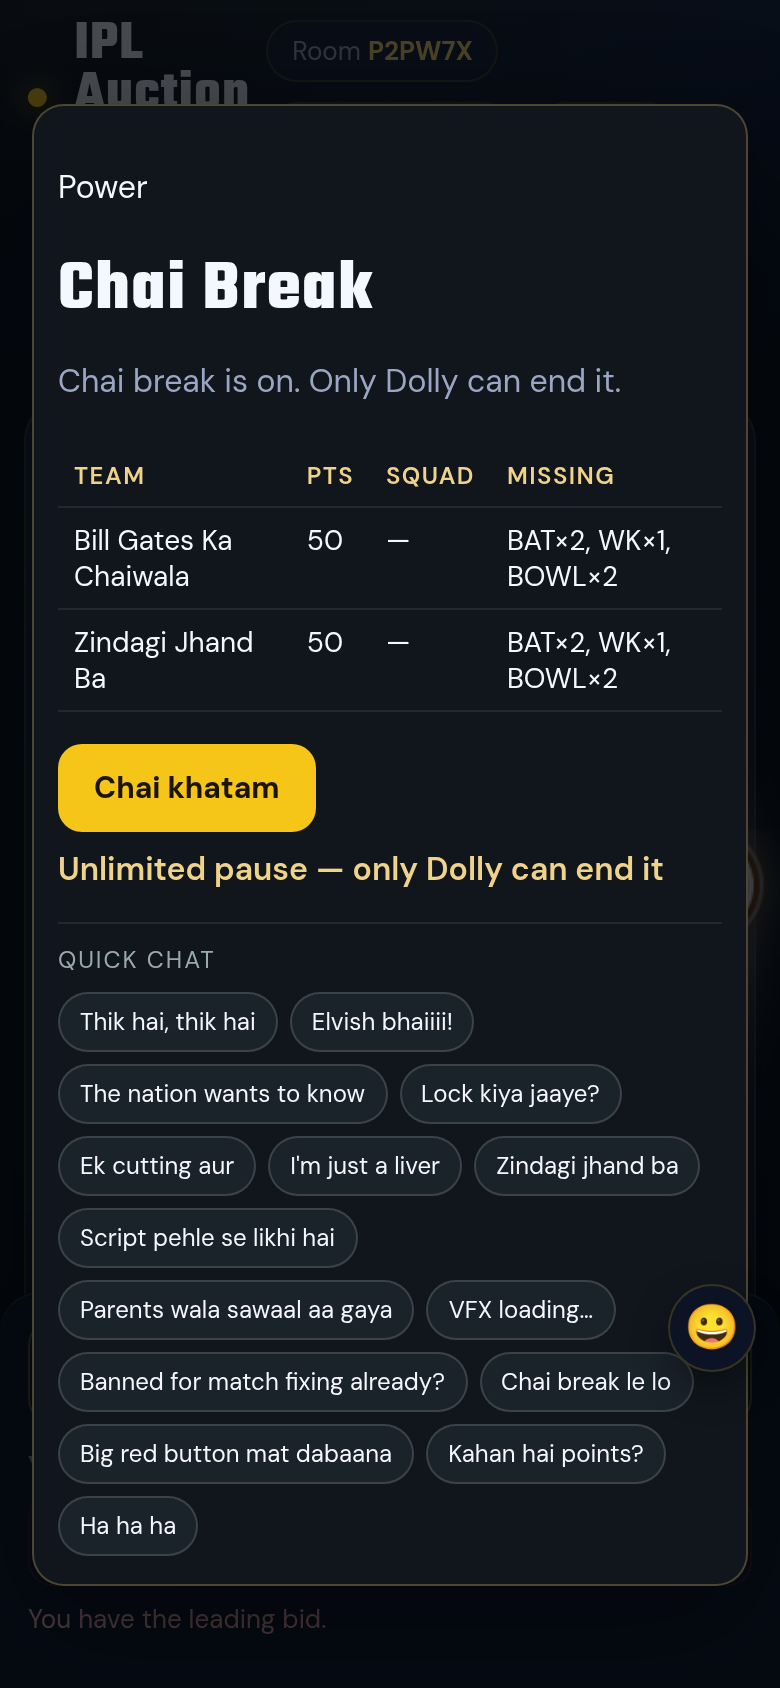 IPL
Auction
Room P2PW7X
Power
Chai Break
Chai break is on. Only Dolly can end it.
TEAM PTS SQUAD MISSING
Bill Gates Ka Chaiwala 50 — BAT×2, WK×1, BOWL×2
Zindagi Jhand Ba 50 — BAT×2, WK×1, BOWL×2
Chai khatam
Unlimited pause — only Dolly can end it
QUICK CHAT
Thik hai, thik hai
Elvish bhaiiii!
The nation wants to know
Lock kiya jaaye?
Ek cutting aur
I'm just a liver
Zindagi jhand ba
Script pehle se likhi hai
Parents wala sawaal aa gaya
VFX loading...
Banned for match fixing already?
Chai break le lo
Big red button mat dabaana
Kahan hai points?
Ha ha ha
You have the leading bid.